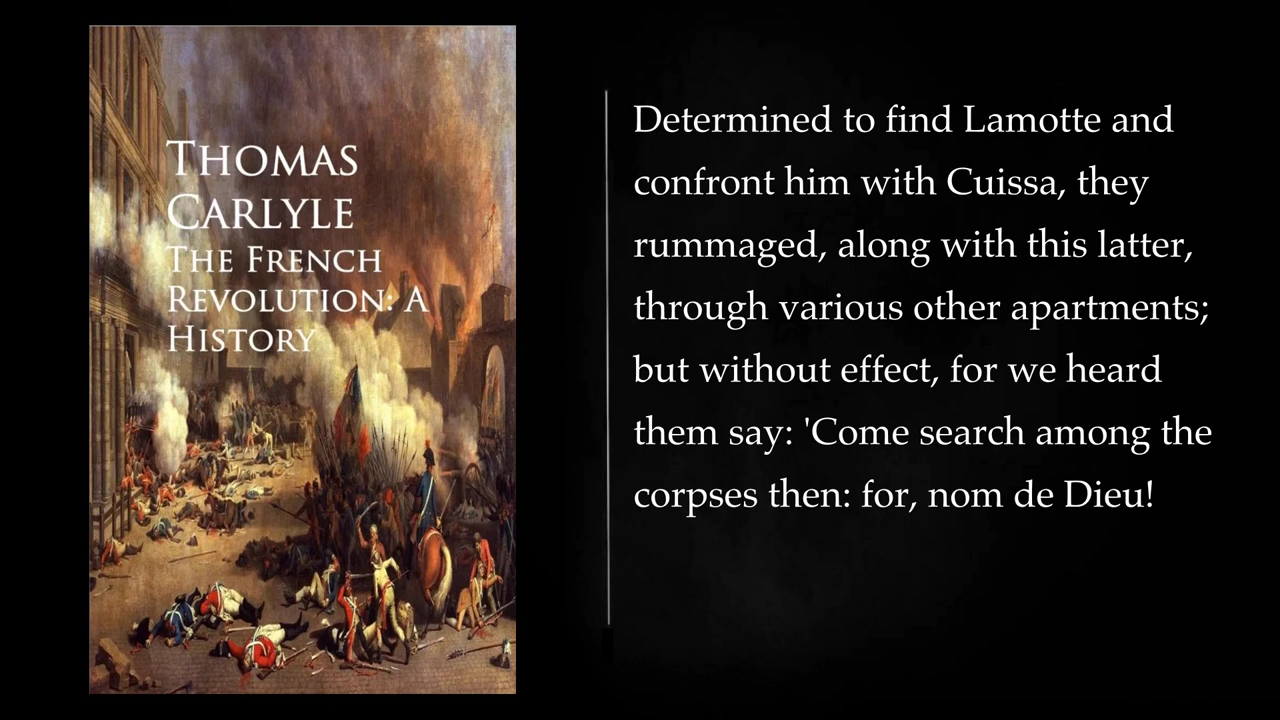 THOMAS
CARLYLE
THE FRENCH
REVOLUTION: A
HISTORY
Determined to find Lamotte and
confront him with Cuissa, they
rummaged, along with this latter,
through various other apartments;
but without effect, for we heard
them say: 'Come search among the
corpses then: for, nom de Dieu!